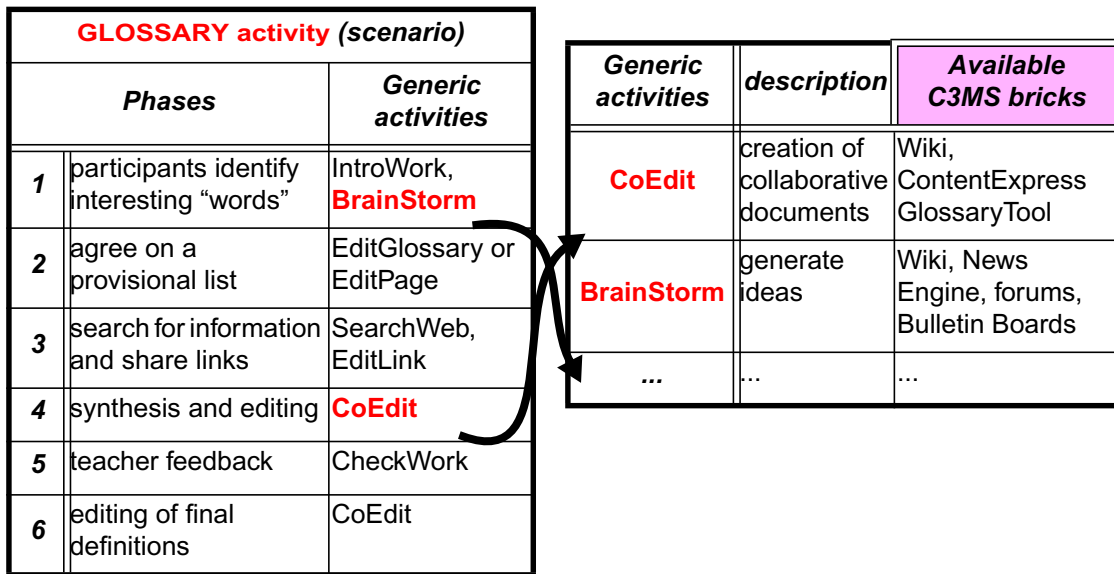 GLOSSARY activity (scenario)
Phases
Generic
activities
1
participants identify
interesting “words”
IntroWork,
BrainStorm
2
agree on a
provisional list
EditGlossary or
EditPage
3
search for information
and share links
SearchWeb,
EditLink
4
synthesis and editing
CoEdit
5
teacher feedback
CheckWork
6
editing of final
definitions
CoEdit
Generic
activities
description
Available
C3MS bricks
CoEdit
creation of
collaborative
documents
Wiki,
ContentExpress
GlossaryTool
BrainStorm
generate
ideas
Wiki, News
Engine, forums,
Bulletin Boards
...
...
...